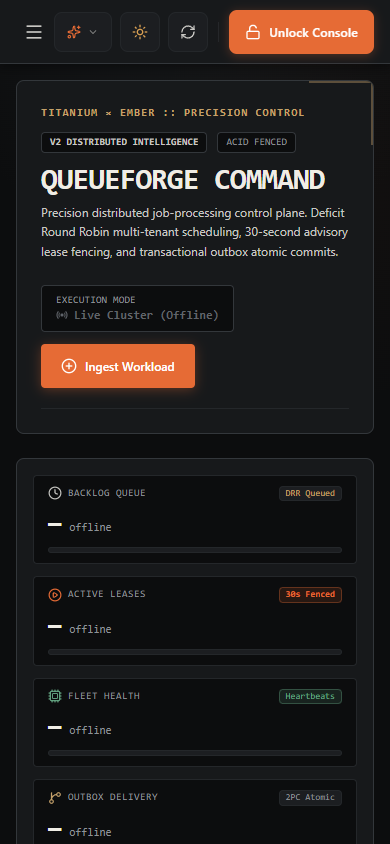 Unlock Console
TITANIUM × EMBER :: PRECISION CONTROL
V2 DISTRIBUTED INTELLIGENCE
ACID FENCED
QUEUEFORGE COMMAND
Precision distributed job-processing control plane. Deficit
Round Robin multi-tenant scheduling, 30-second advisory
lease fencing, and transactional outbox atomic commits.
EXECUTION MODE
Live Cluster (Offline)
Ingest Workload
BACKLOG QUEUE
DRR Queued
— offline
ACTIVE LEASES
30s Fenced
— offline
FLEET HEALTH
Heartbeats
— offline
OUTBOX DELIVERY
2PC Atomic
— offline